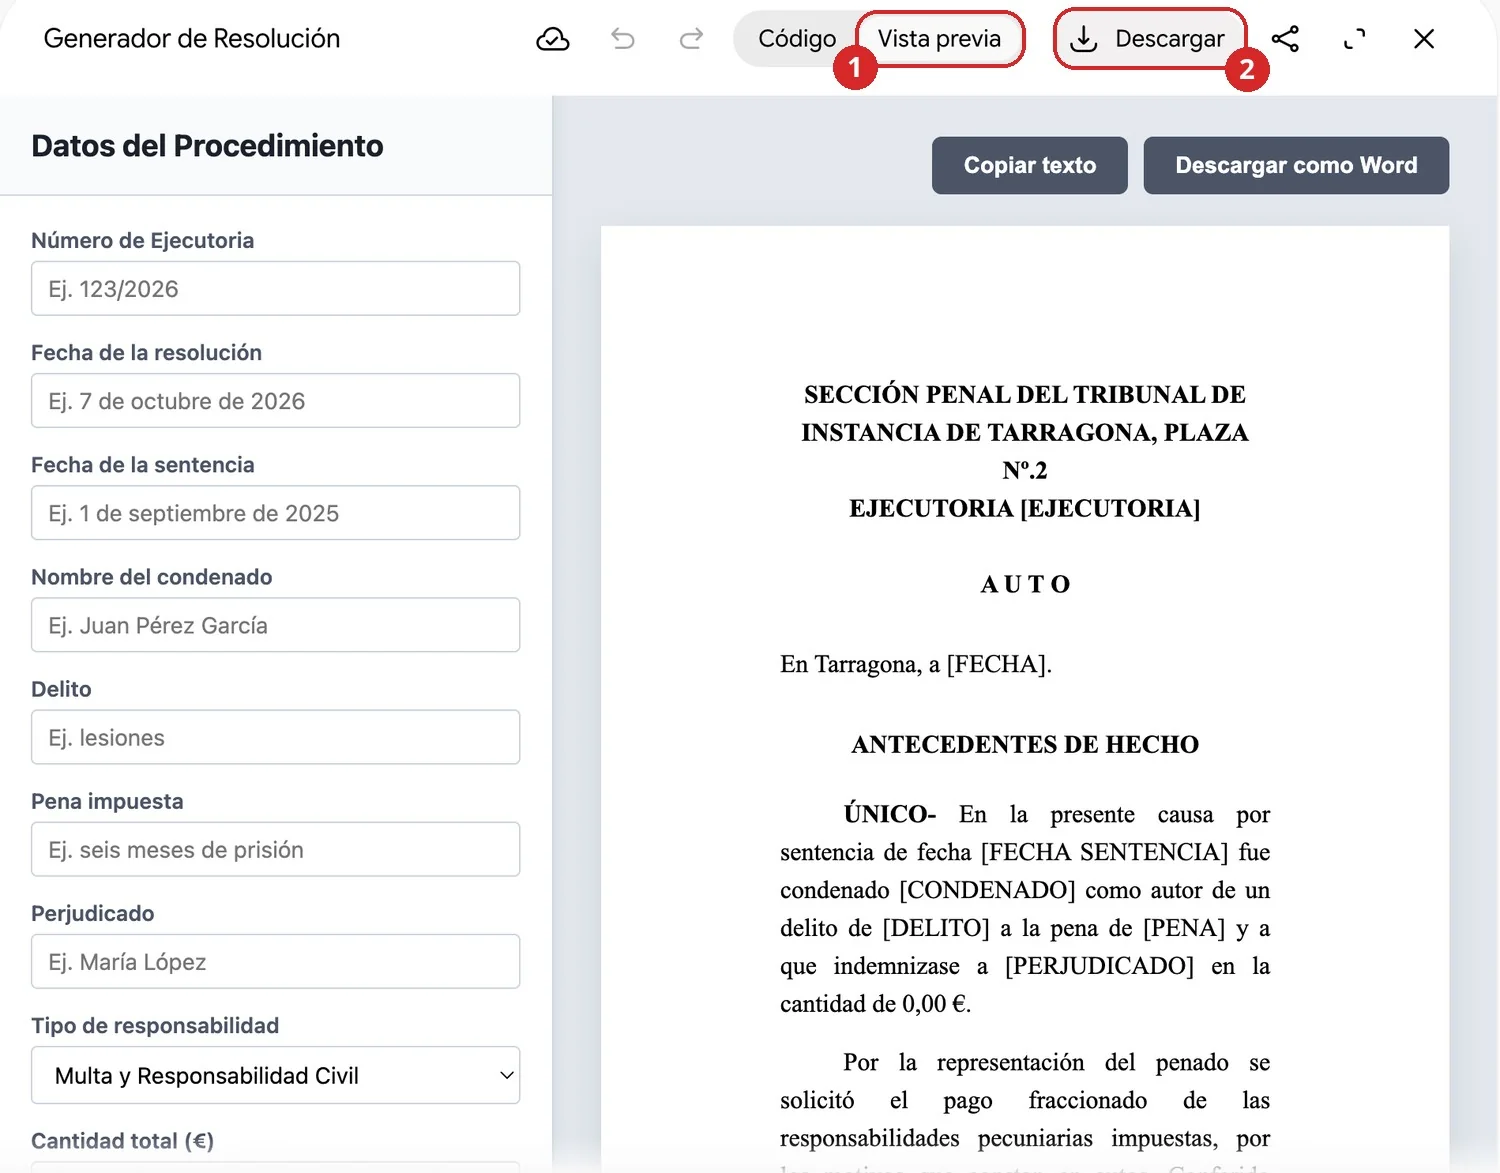 Generador de Resolución
Código
Vista previa
Descargar
1
2
Datos del Procedimiento
Número de Ejecutoria
Ej. 123/2026
Fecha de la resolución
Ej. 7 de octubre de 2026
Fecha de la sentencia
Ej. 1 de septiembre de 2025
Nombre del condenado
Ej. Juan Pérez García
Delito
Ej. lesiones
Pena impuesta
Ej. seis meses de prisión
Perjudicado
Ej. María López
Tipo de responsabilidad
Multa y Responsabilidad Civil
Cantidad total (€)
Copiar texto
Descargar como Word
SECCIÓN PENAL DEL TRIBUNAL DE
INSTANCIA DE TARRAGONA, PLAZA
Nº.2
EJECUTORIA [EJECUTORIA]
A U T O
En Tarragona, a [FECHA].
ANTECEDENTES DE HECHO
ÚNICO- En la presente causa por
sentencia de fecha [FECHA SENTENCIA] fue
condenado [CONDENADO] como autor de un
delito de [DELITO] a la pena de [PENA] y a
que indemnizase a [PERJUDICADO] en la
cantidad de 0,00 €.
Por la representación del penado se
solicitó el pago fraccionado de las
responsabilidades pecuniarias impuestas, por